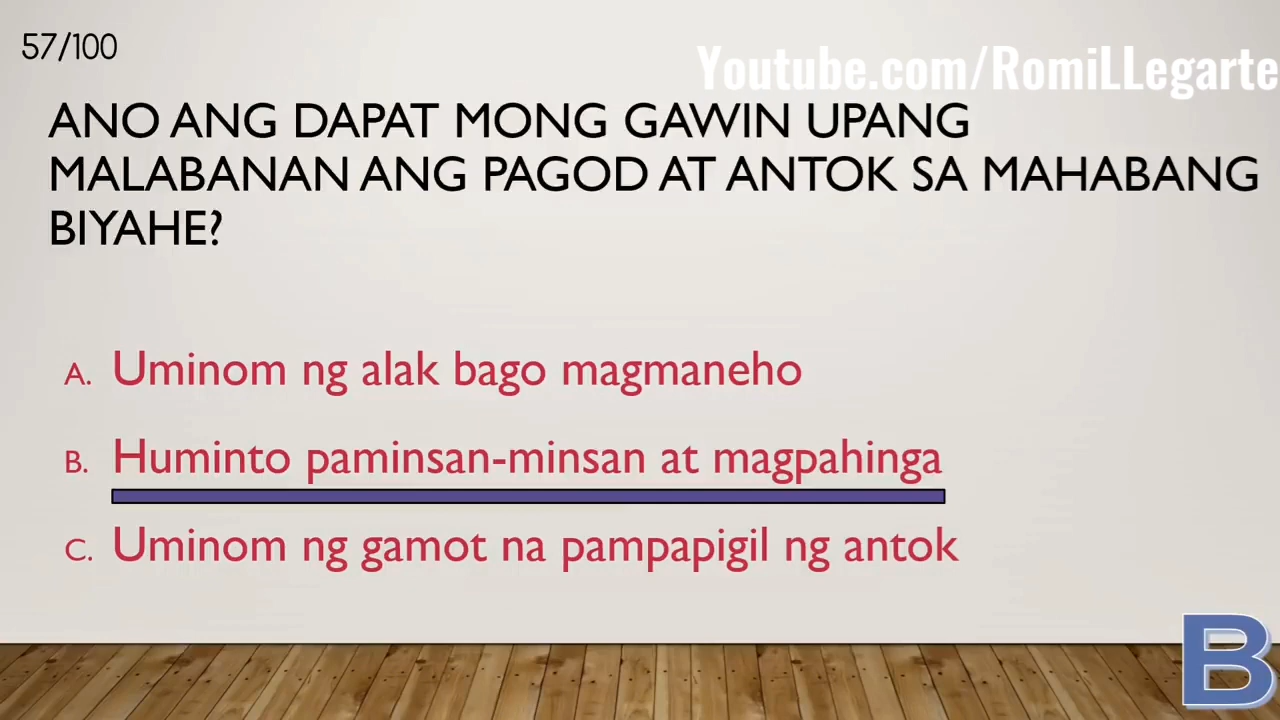 57/100
Youtube.com/RomiLLegarte
ANO ANG DAPAT MONG GAWIN UPANG
MALABANAN ANG PAGOD AT ANTOK SA MAHABANG
BIYAHE?
A. Uminom ng alak bago magmaneho
B. Huminto paminsan-minsan at magpahinga
C. Uminom ng gamot na pampapigil ng antok
B